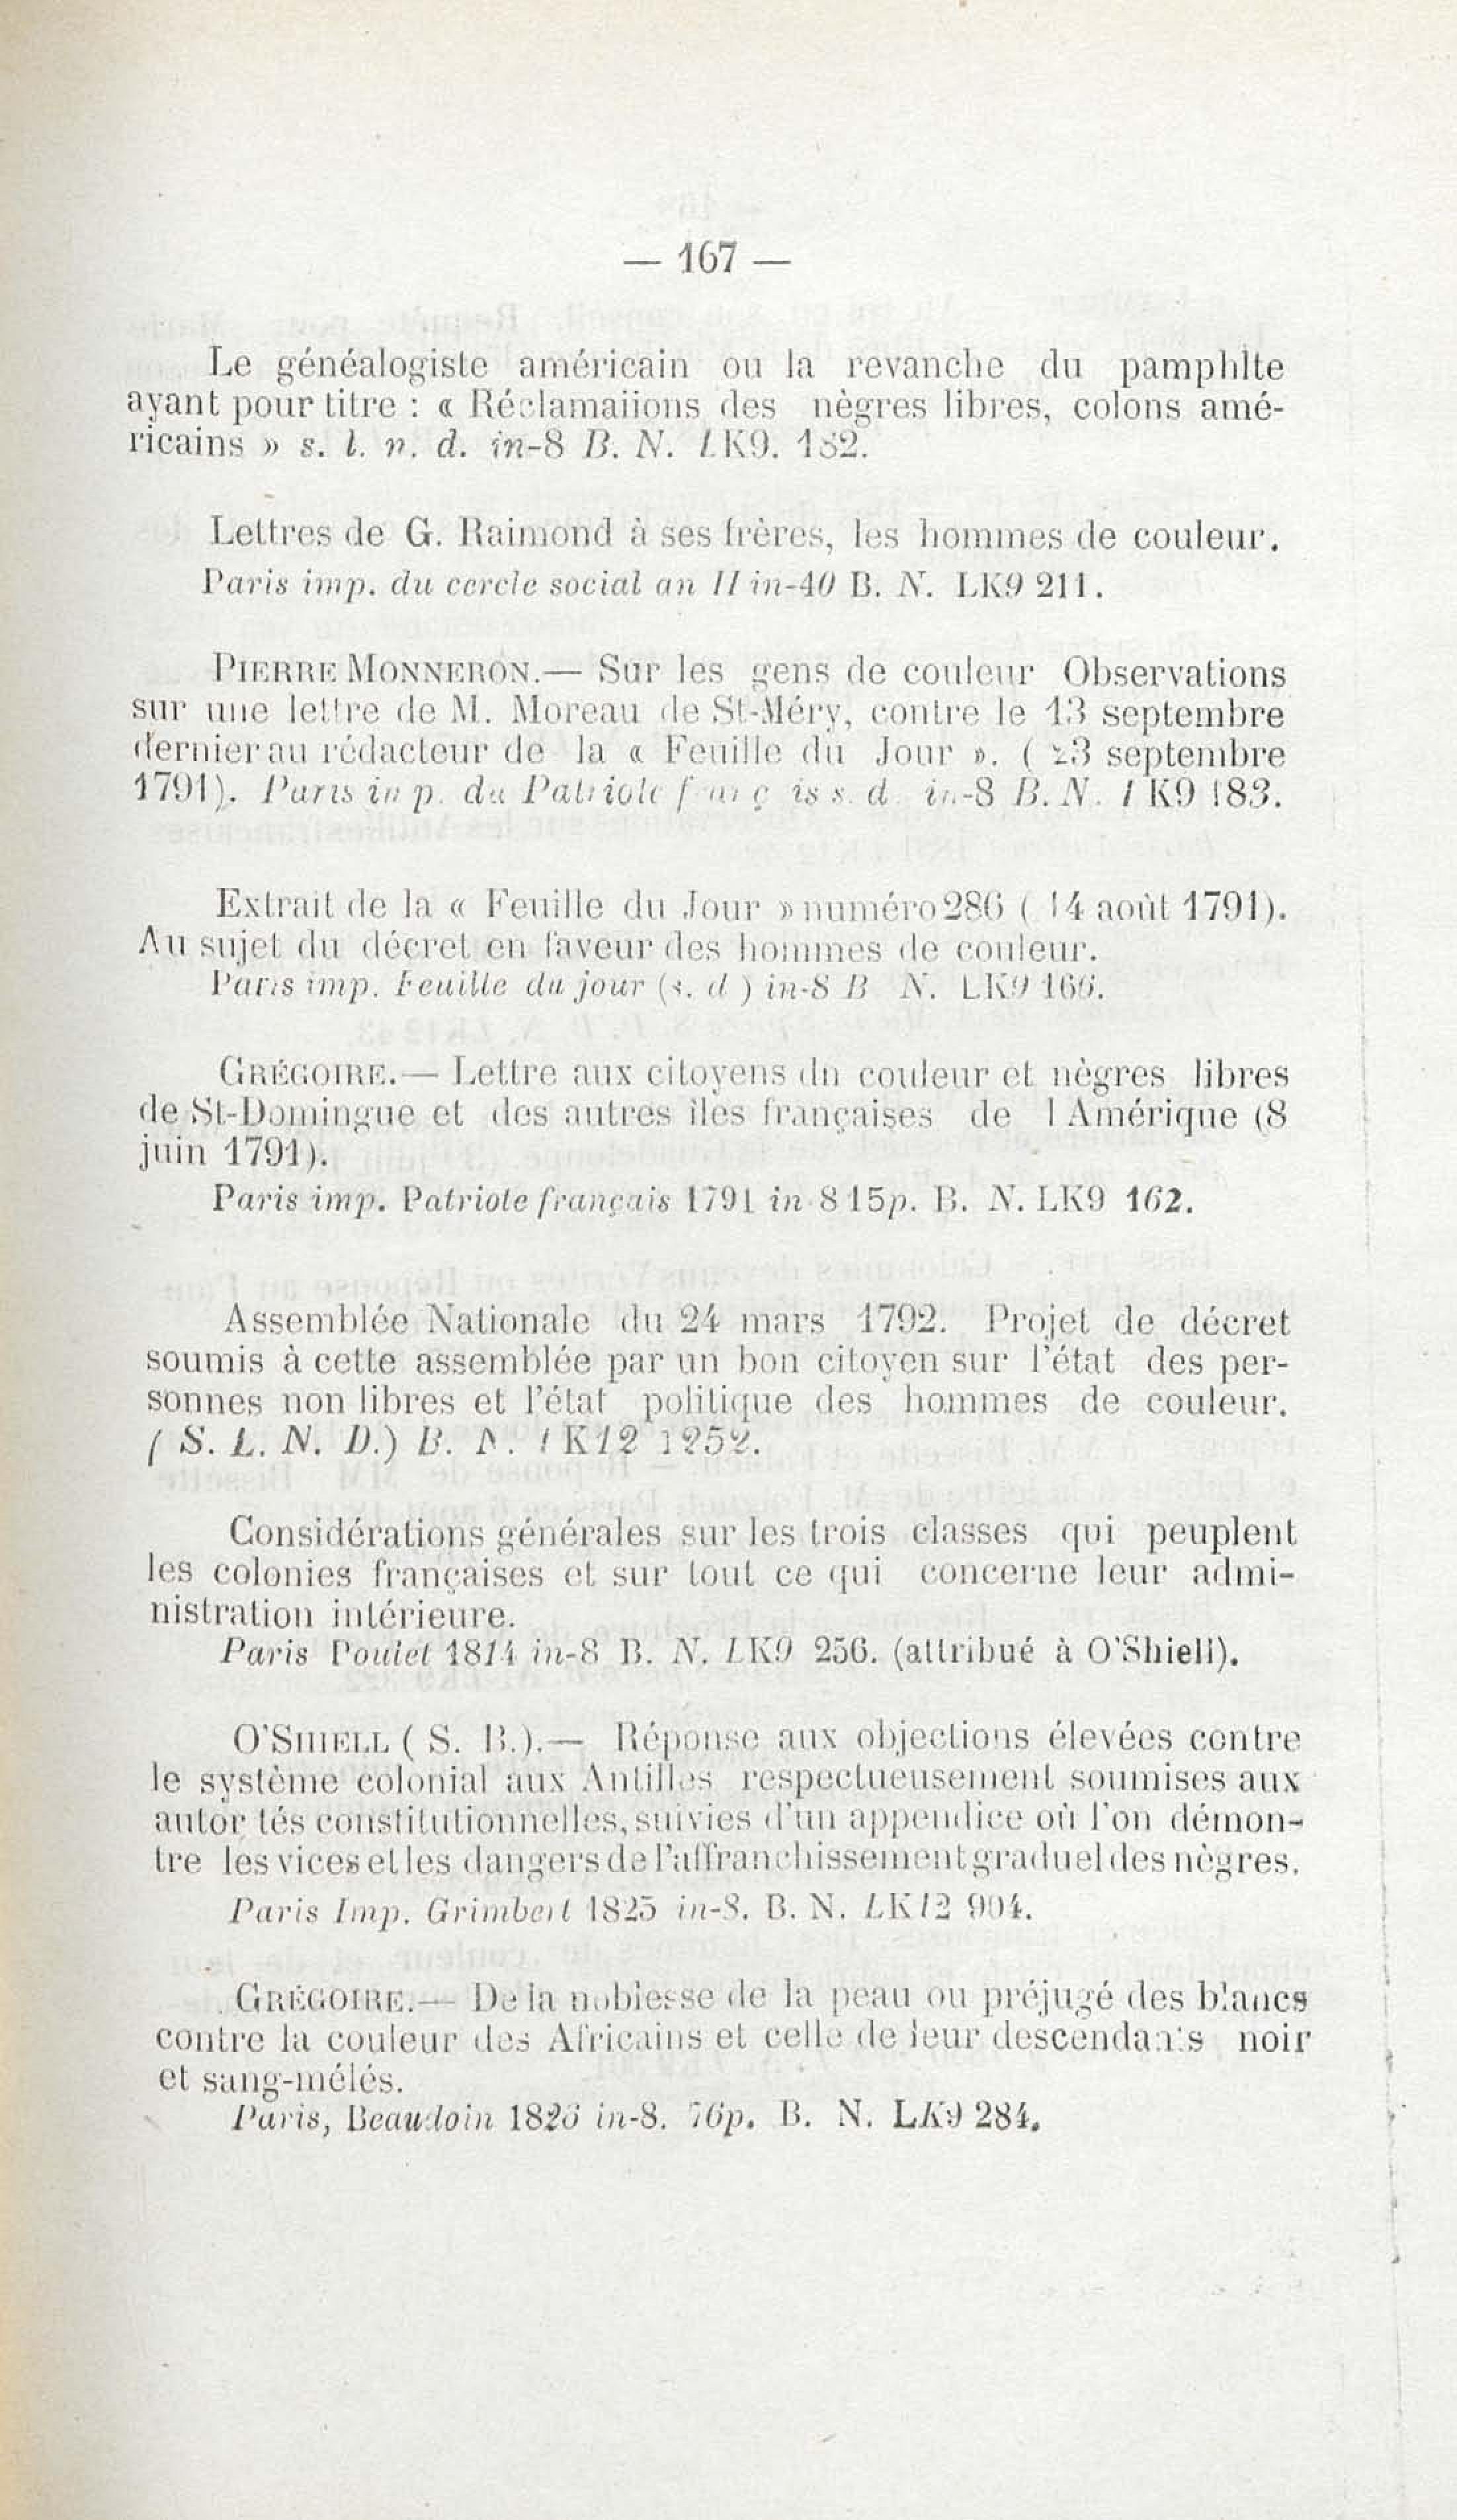 — 167 —
Le généalogiste américain ou la revanche du pamphlte
ayant pour titre : « Réclamaiions des nègres libres, colons amé-
ricains » s. l. n. d. in-8 B. N. LK9. 182.
Lettres de G. Raimond à ses frères, les hommes de couleur.
Paris imp. du cercle social an II in-40 B. N. LK9 211.
PIERRE MONNERON.— Sur les gens de couleur Observations
sur une lettre de M. Moreau de St-Méry, contre le 13 septembre
dernier au rédacteur de la « Feuille du Jour ». ( 23 septembre
1791). Paris imp. du Patriote s. d. in-8 B. N. LK9 183.
Extrait de la « Feuille du Jour » numéro 286 ( 14 août 1791).
Au sujet du décret en faveur des hommes de couleur.
Paris imp. Feuille du jour (s. d ) in-8 B N. LK9 166.
GRÉGOIRE.— Lettre aux citoyens dn couleur et nègres libres
de St-Domingue et des autres îles françaises de l Amérique (8
juin 1791).
Paris imp. Patriote français 1791 in 8 15p. B. N. LK9 162.
Assemblée Nationale du 24 mars 1792. Projet de décret
soumis à cette assemblée par un bon citoyen sur l'état des per-
sonnes non libres et l'état politique des hommes de couleur.
( S. L. N. D.) B. N. LK12 1252.
Considérations générales sur les trois classes qui peuplent
les colonies françaises et sur tout ce qui concerne leur admi-
nistration intérieure.
Paris Poulet 1814 in-8 B. N. LK9 256. (attribué à O'Shiell).
O'SHIELL ( S. B.).— Réponse aux objections élevées contre
le système colonial aux Antilles respectueusement soumises aux
autor tés constitutionnelles, suivies d'un appendice où l'on démon-
tre les vices et les dangers de l'affranchissement graduel des nègres.
Paris Imp. Grimbert 1825 in-8. B. N. LK12 904.
GRÉGOIRE.— De la noblesse de la peau ou préjugé des blancs
contre la couleur des Africains et celle de leur descendants noir
et sang-mélés.
Paris, Beaudoin 1826 in-8. 76p. B. N. LK9 284.